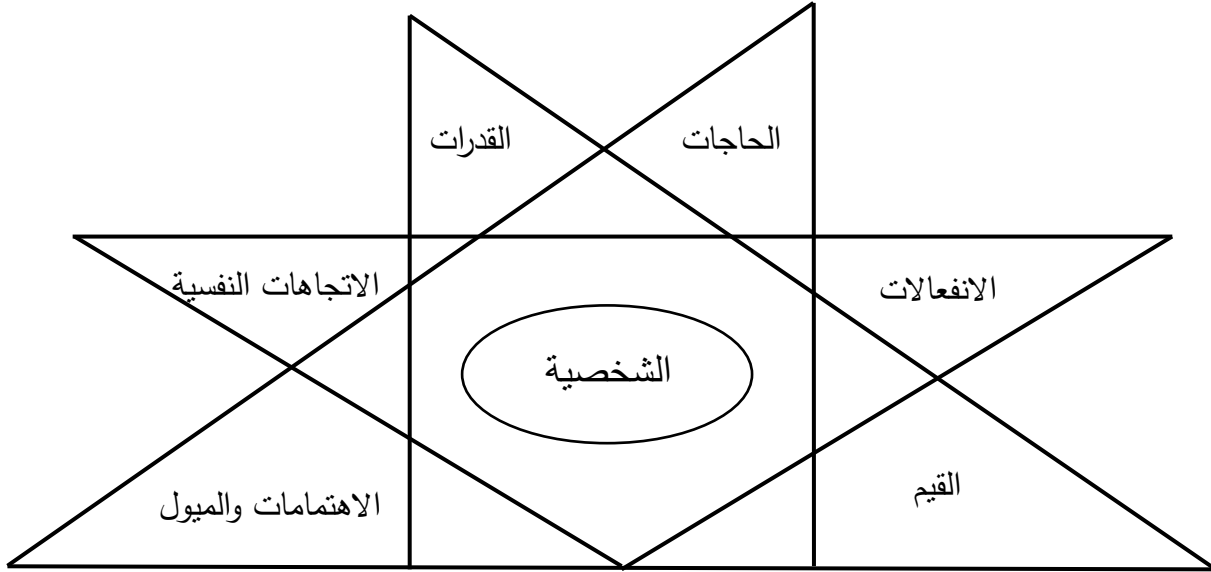 الحاجات
القدرات
الانفعالات
الاتجاهات النفسية
الشخصية
القيم
الاهتمامات والميول